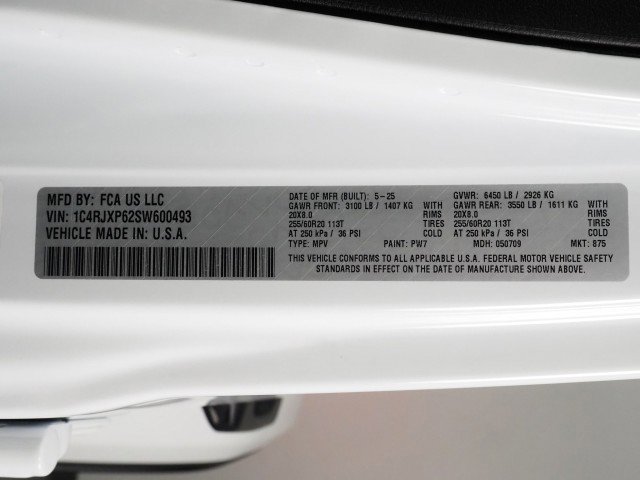 MFD BY: FCA US LLC
VIN: 1C4RJXP62SW600493
VEHICLE MADE IN: U.S.A.
DATE OF MFR (BUILT): 5-25 GVWR: 6450 LB / 2926 KG
GAWR FRONT: 3100 LB / 1407 KG WITH GAWR REAR: 3550 LB / 1611 KG WITH
20X8.0 RIMS 20X8.0 RIMS
255/60R20 113T TIRES 255/60R20 113T TIRES
AT 250 kPa / 36 PSI COLD AT 250 kPa / 36 PSI COLD
TYPE: MPV PAINT: PW7 MDH: 050709 MKT: 875
THIS VEHICLE CONFORMS TO ALL APPLICABLE U.S.A. FEDERAL MOTOR VEHICLE SAFETY
STANDARDS IN EFFECT ON THE DATE OF MANUFACTURE SHOWN ABOVE.